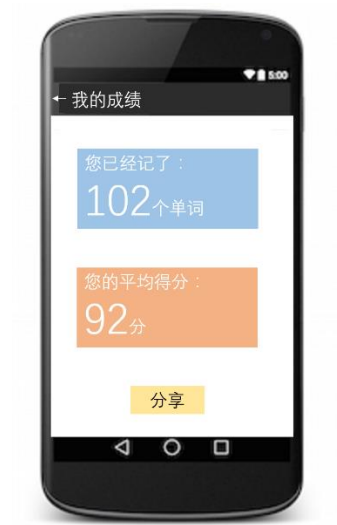 5:00
← 我的成绩
您已经记了：
102个单词
您的平均得分：
92分
分享